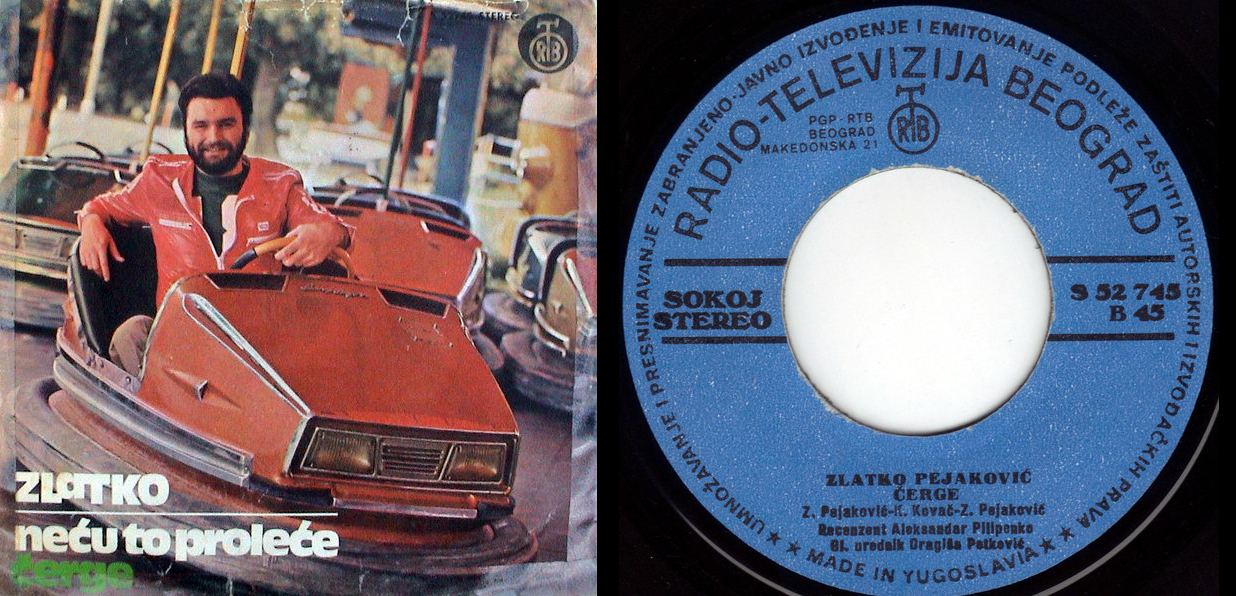 52745 STEREO
RTB
ZLATKO
neću to proleće
čerge
UMNOŽAVANJE I PRESNIMAVANJE ZABRANJENO · JAVNO IZVOĐENJE I EMITOVANJE PODLEŽE ZAŠTITI AUTORSKIH I IZVOĐAČKIH PRAVA
RADIO-TELEVIZIJA BEOGRAD
PGP - RTB
BEOGRAD
MAKEDONSKA 21
RTB
SOKOJ
STEREO
S 52 745
B 45
ZLATKO PEJAKOVIĆ
ČERGE
Z. Pejaković-K. Kovač-Z. Pejaković
Recenzent Aleksandar Pilipenko
Gl. urednik Dragiša Petković
★ ★ MADE IN YUGOSLAVIA ★ ★